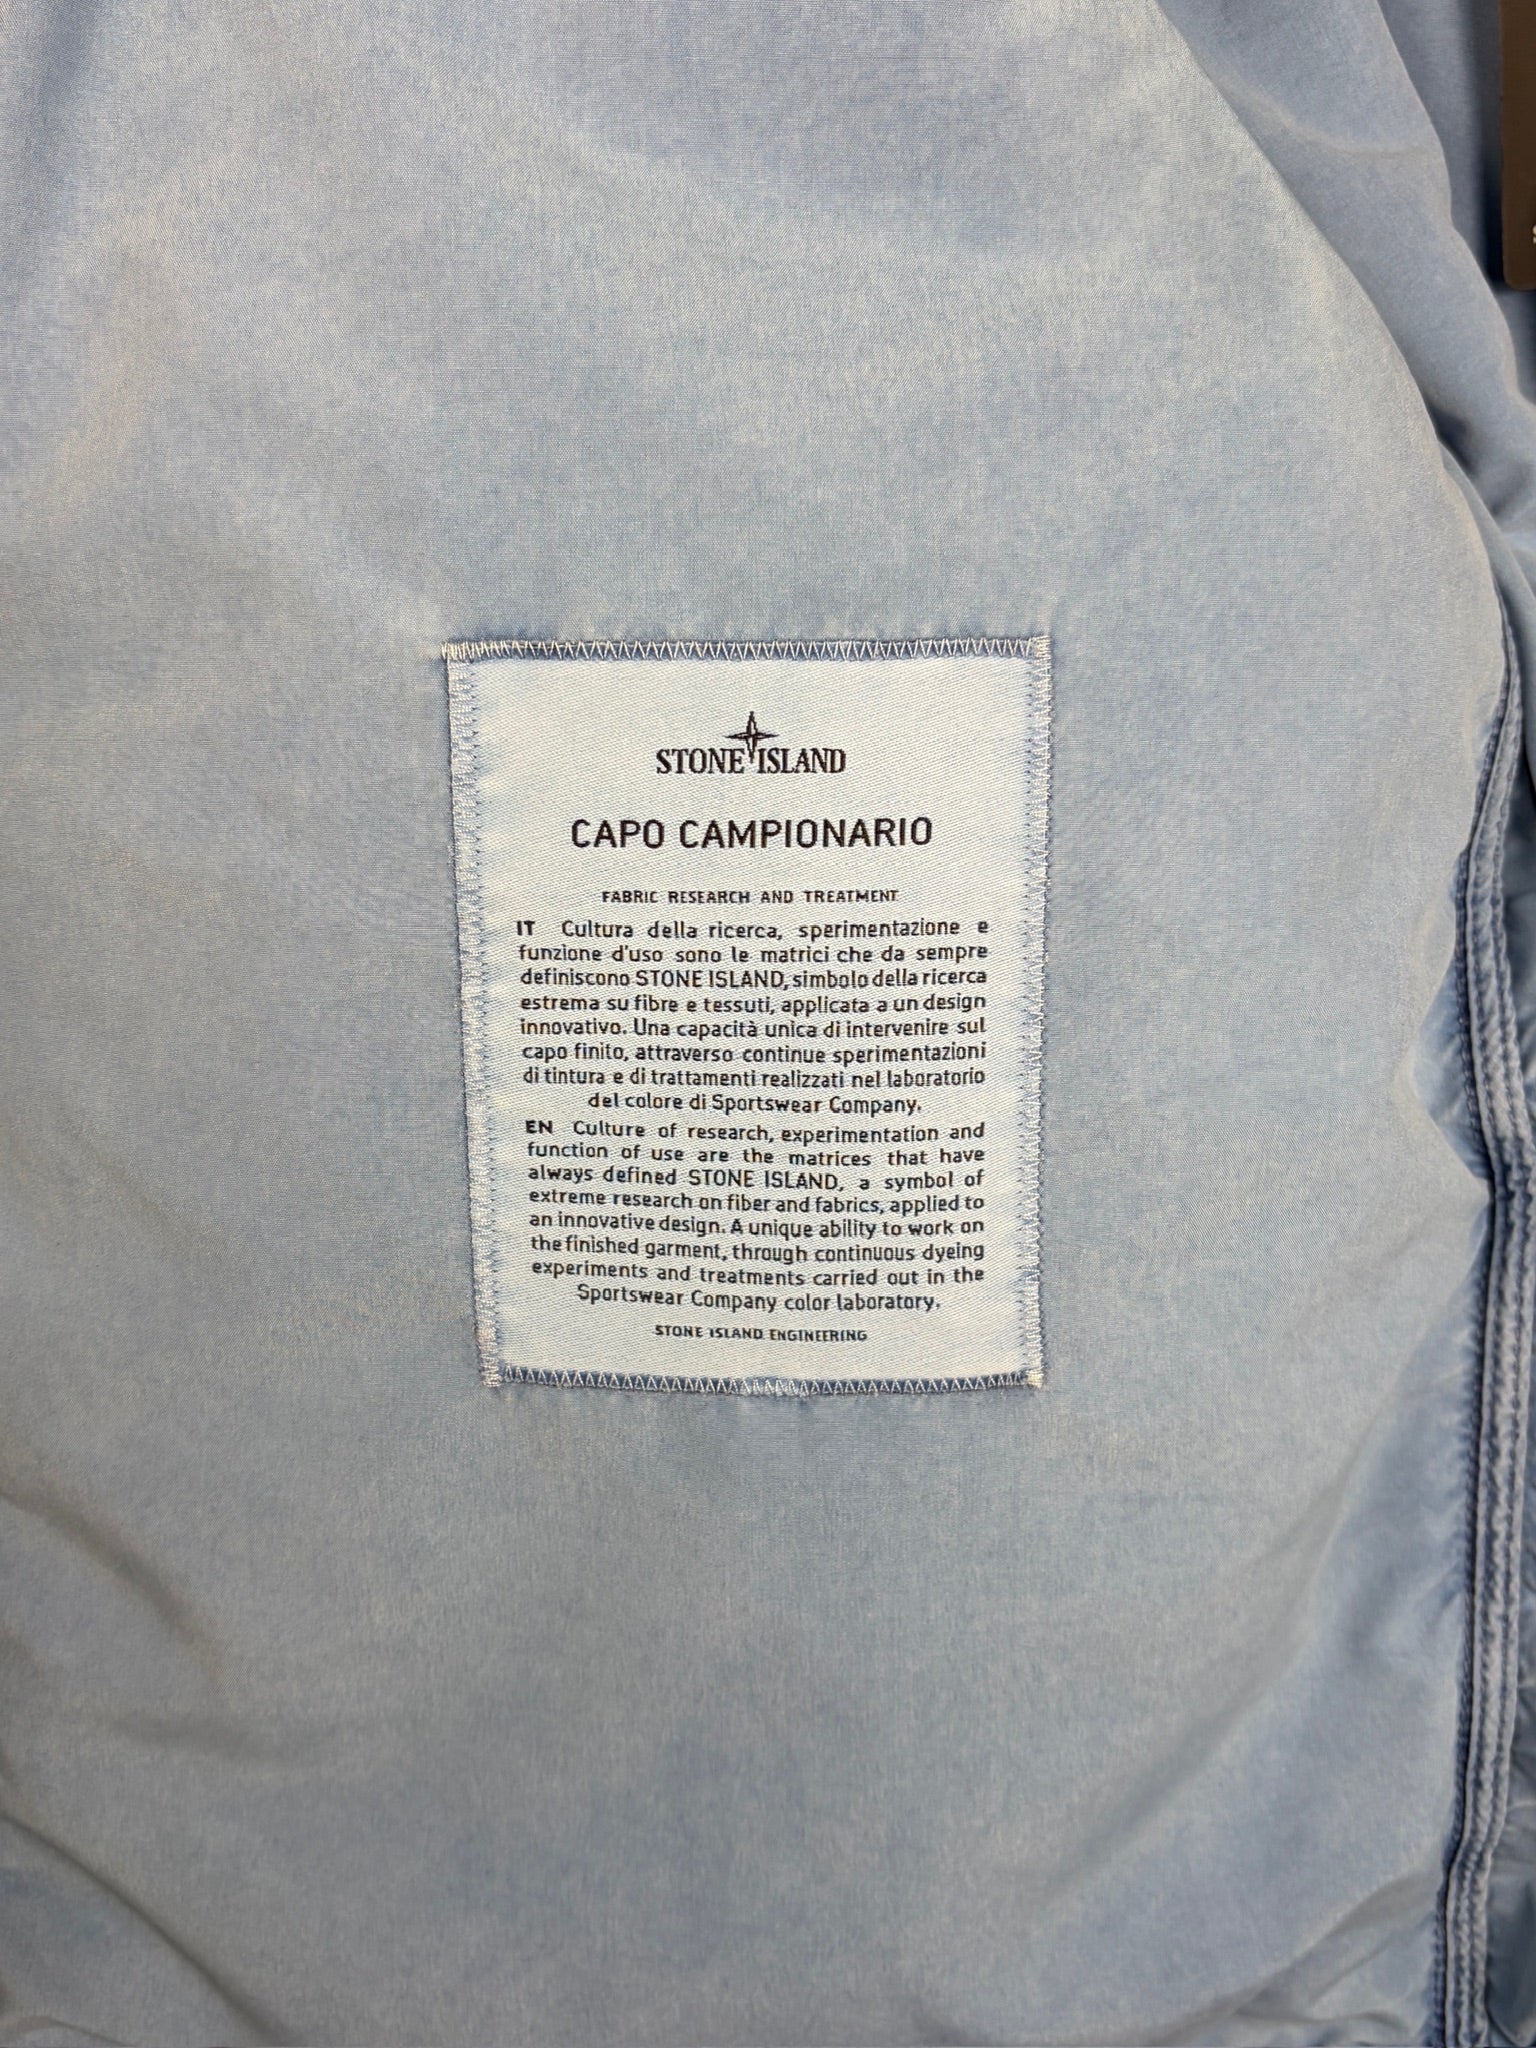 STONE ISLAND
CAPO CAMPIONARIO
FABRIC RESEARCH AND TREATMENT
IT Cultura della ricerca, sperimentazione e
funzione d'uso sono le matrici che da sempre
definiscono STONE ISLAND, simbolo della ricerca
estrema su fibre e tessuti, applicata a un design
innovativo. Una capacità unica di intervenire sul
capo finito, attraverso continue sperimentazioni
di tintura e di trattamenti realizzati nel laboratorio
del colore di Sportswear Company.
EN Culture of research, experimentation and
function of use are the matrices that have
always defined STONE ISLAND, a symbol of
extreme research on fiber and fabrics, applied to
an innovative design. A unique ability to work on
the finished garment, through continuous dyeing
experiments and treatments carried out in the
Sportswear Company color laboratory.
STONE ISLAND ENGINEERING